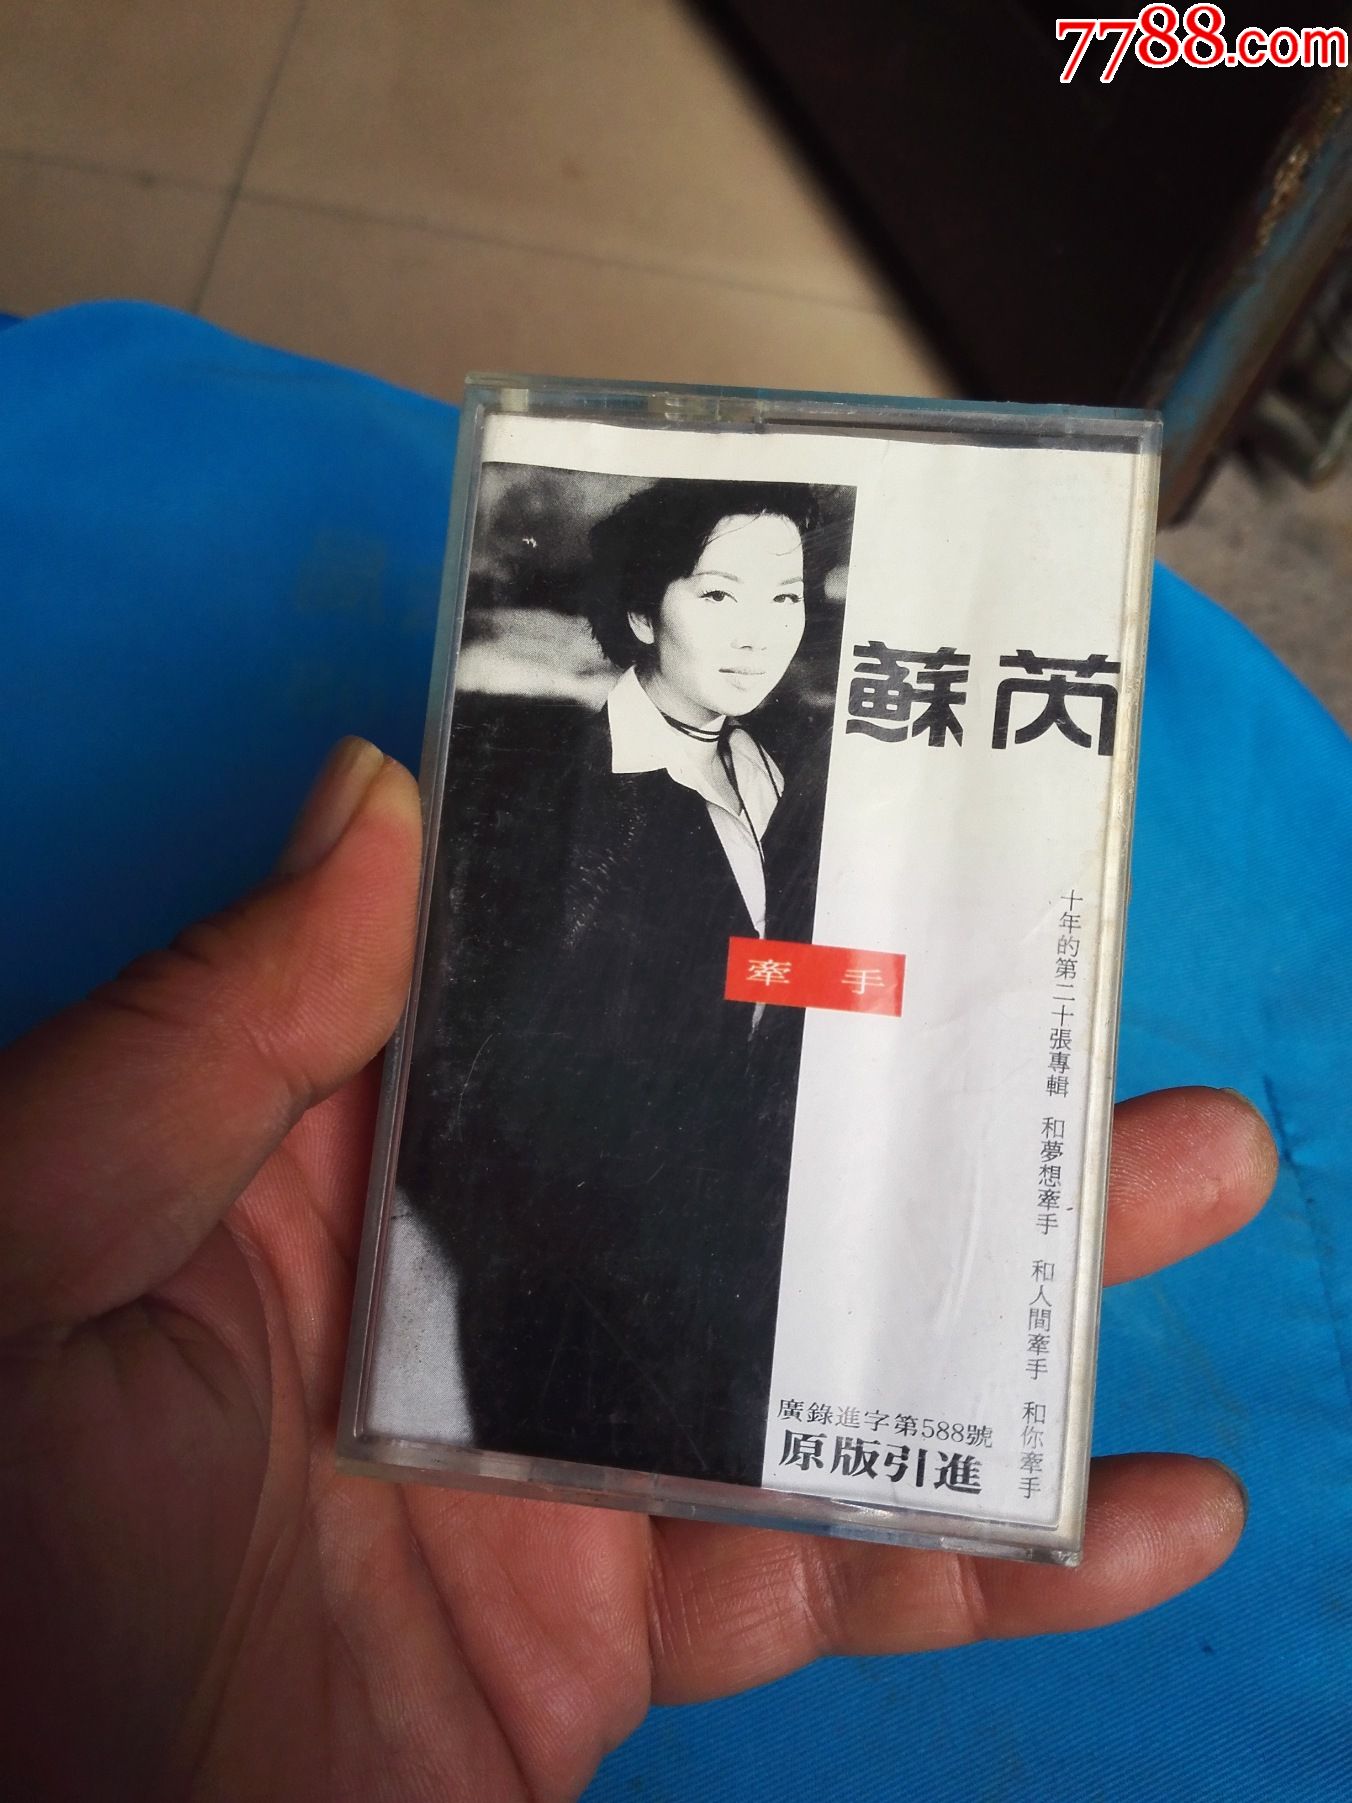 7788.com
蘇芮
牽手
十年的第二十張專輯 和夢想牽手 和人間牽手 和你牽手
廣錄進字第588號
原版引進